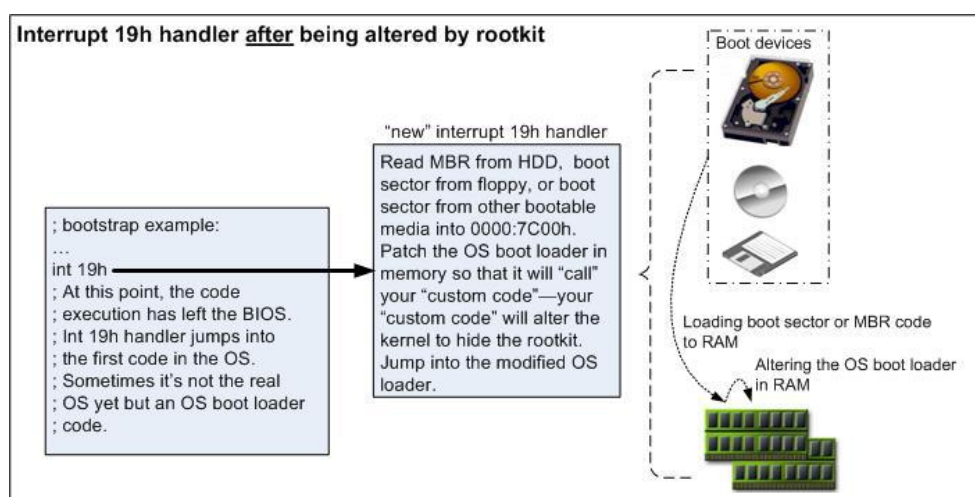 Interrupt 19h handler after being altered by rootkit
Boot devices
"new" interrupt 19h handler
Read MBR from HDD, boot
sector from floppy, or boot
sector from other bootable
media into 0000:7C00h.
Patch the OS boot loader in
memory so that it will “call”
your “custom code”—your
“custom code” will alter the
kernel to hide the rootkit.
Jump into the modified OS
loader.
; bootstrap example:
...
int 19h
; At this point, the code
; execution has left the BIOS.
; Int 19h handler jumps into
; the first code in the OS.
; Sometimes it’s not the real
; OS yet but an OS boot loader
; code.
Loading boot sector or MBR code
to RAM
Altering the OS boot loader
in RAM